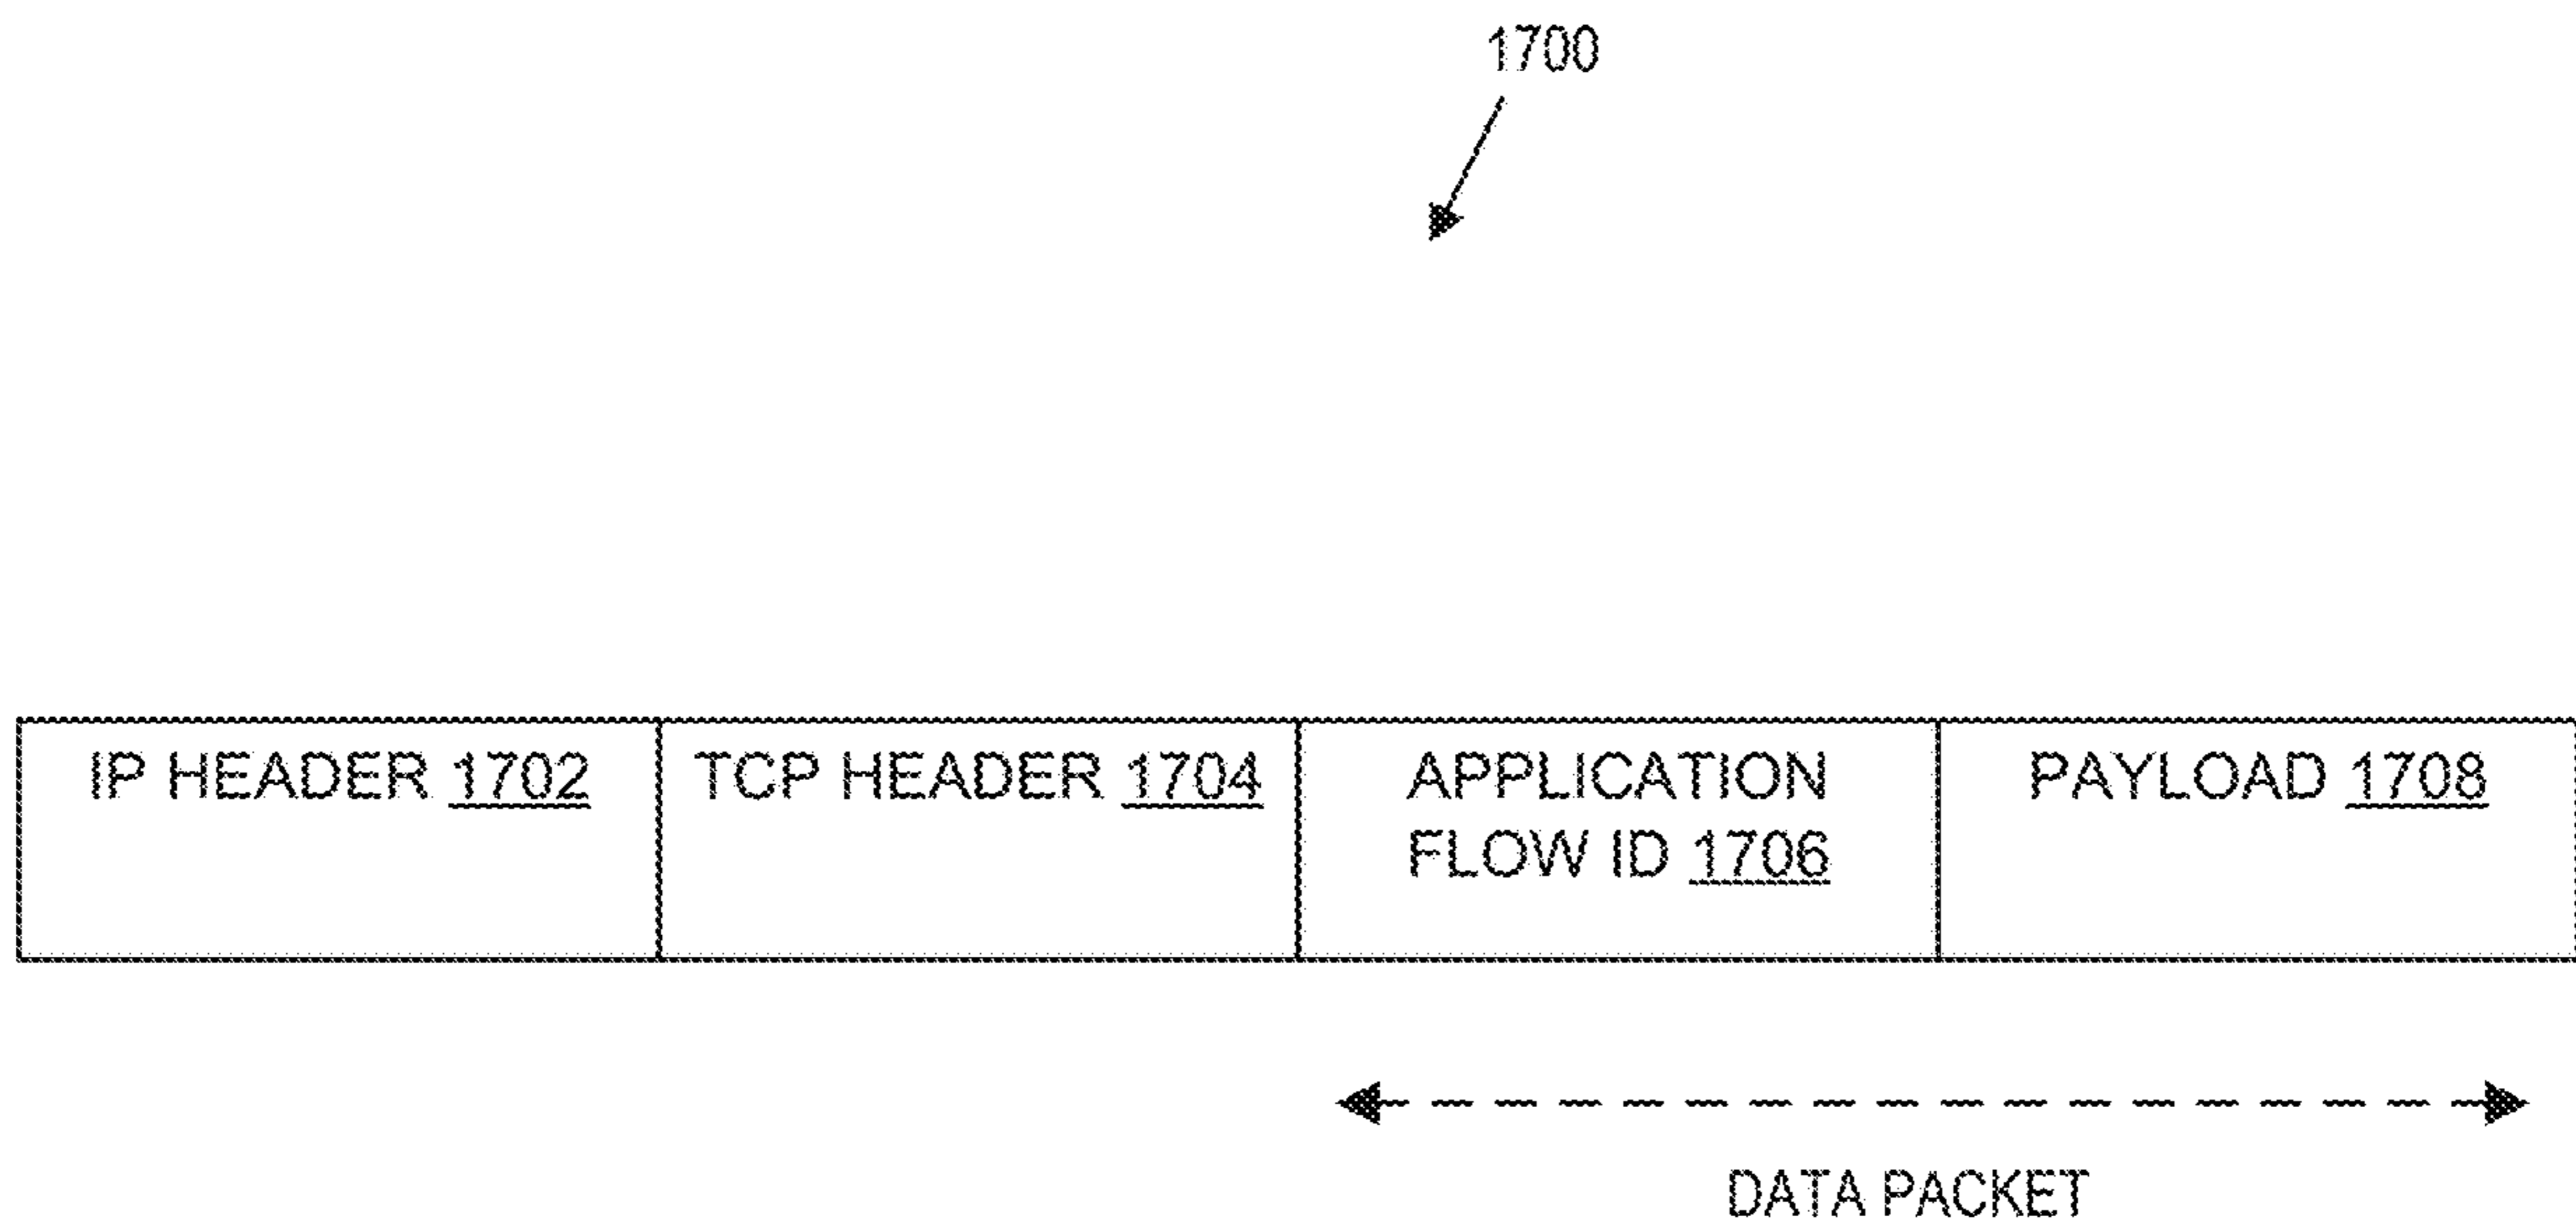 1700
IP HEADER 1702
TCP HEADER 1704
APPLICATION
FLOW ID 1706
PAYLOAD 1708
DATA PACKET